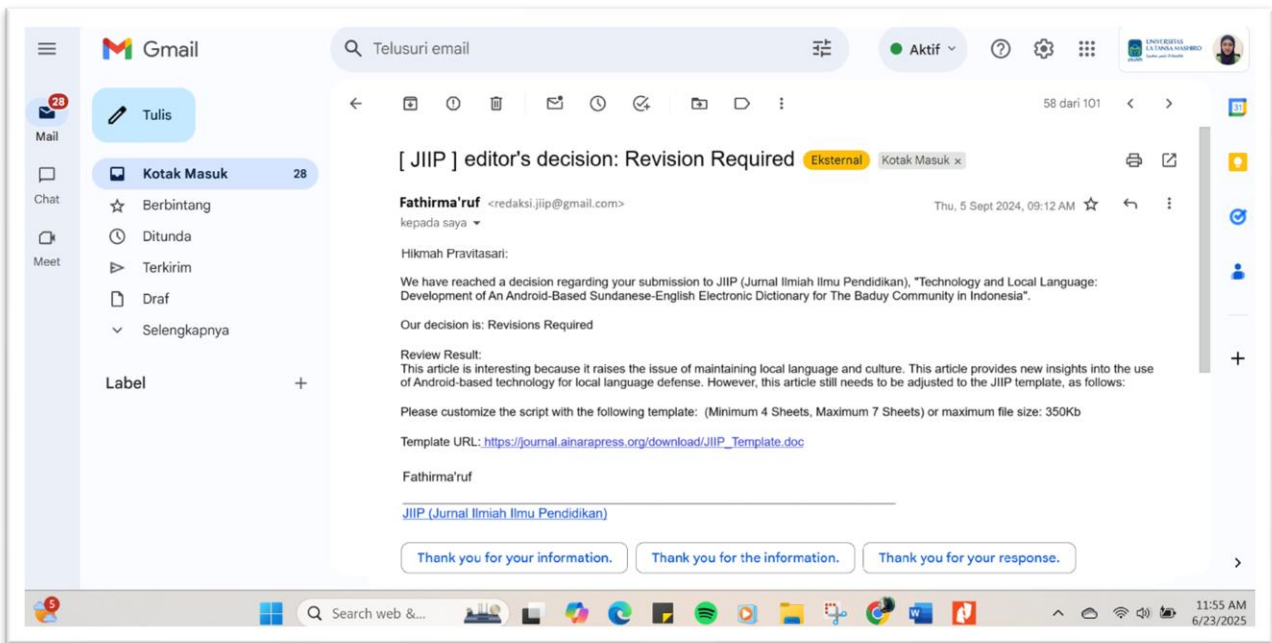 Gmail
Telusuri email
Aktif
UNIVERSITAS
LA TANSA MASHIRO
28
Mail
Chat
Meet
Tulis
Kotak Masuk 28
Berbintang
Ditunda
Terkirim
Draf
Selengkapnya
Label
58 dari 101
[ JIIP ] editor's decision: Revision Required Eksternal Kotak Masuk x
Fathirma'ruf <redaksi.jiip@gmail.com> Thu, 5 Sept 2024, 09:12 AM
kepada saya
Hikmah Pravitasari:
We have reached a decision regarding your submission to JIIP (Jurnal Ilmiah Ilmu Pendidikan), "Technology and Local Language:
Development of An Android-Based Sundanese-English Electronic Dictionary for The Baduy Community in Indonesia".
Our decision is: Revisions Required
Review Result:
This article is interesting because it raises the issue of maintaining local language and culture. This article provides new insights into the use
of Android-based technology for local language defense. However, this article still needs to be adjusted to the JIIP template, as follows:
Please customize the script with the following template: (Minimum 4 Sheets, Maximum 7 Sheets) or maximum file size: 350Kb
Template URL: https://journal.ainarapress.org/download/JIIP_Template.doc
Fathirma'ruf
JIIP (Jurnal Ilmiah Ilmu Pendidikan)
Thank you for your information. Thank you for the information. Thank you for your response.
31
5
Search web &...
11:55 AM
6/23/2025